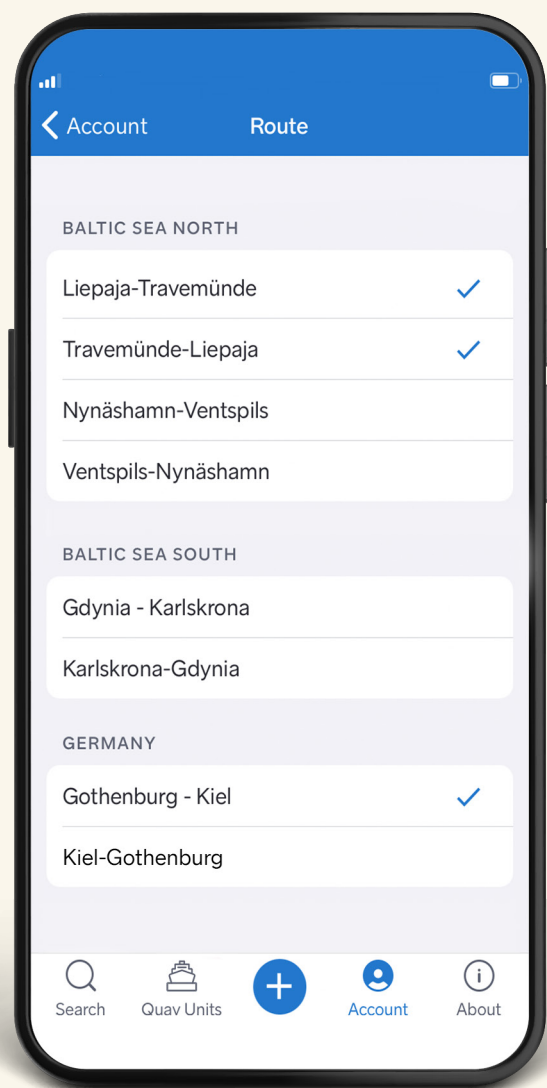 Account
Route
BALTIC SEA NORTH
Liepaja-Travemünde
Travemünde-Liepaja
Nynäshamn-Ventspils
Ventspils-Nynäshamn
BALTIC SEA SOUTH
Gdynia - Karlskrona
Karlskrona-Gdynia
GERMANY
Gothenburg - Kiel
Kiel-Gothenburg
Search
Quav Units
Account
About